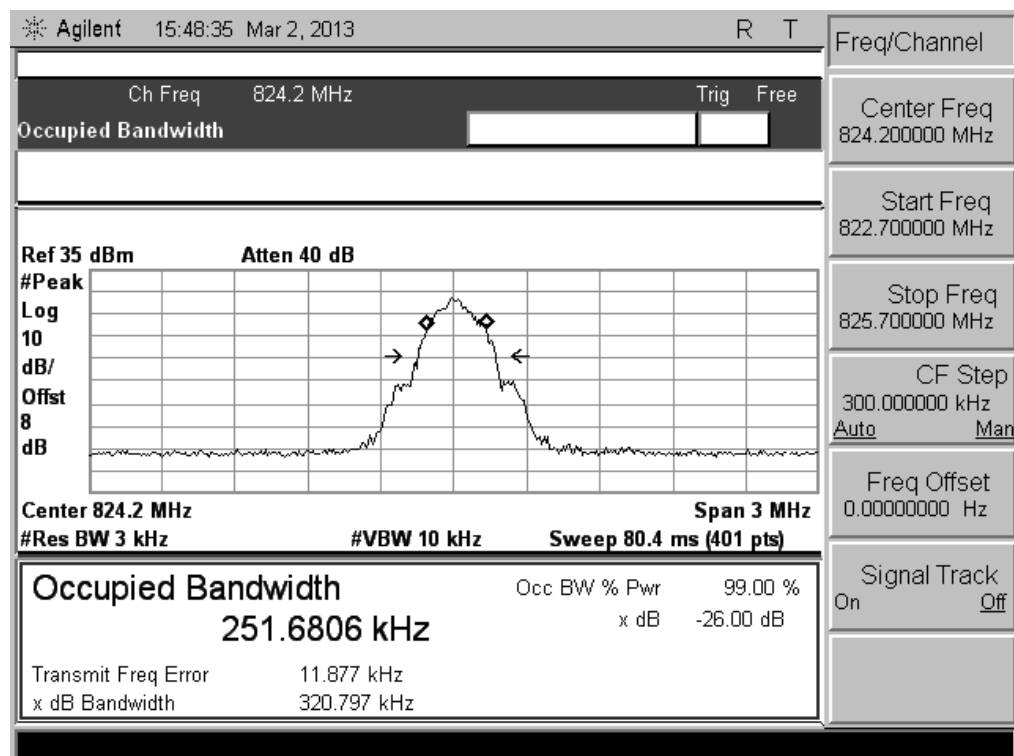 Agilent 15:48:35 Mar 2, 2013 R T
Freq/Channel
Ch Freq 824.2 MHz Trig Free
Occupied Bandwidth
Center Freq
824.200000 MHz
Start Freq
822.700000 MHz
Stop Freq
825.700000 MHz
CF Step
300.000000 kHz
Auto Man
Freq Offset
0.00000000 Hz
Signal Track
On Off
Ref 35 dBm Atten 40 dB
#Peak
Log
10
dB/
Offst
8
dB
Center 824.2 MHz Span 3 MHz
#Res BW 3 kHz #VBW 10 kHz Sweep 80.4 ms (401 pts)
Occupied Bandwidth Occ BW % Pwr 99.00 %
251.6806 kHz x dB -26.00 dB
Transmit Freq Error 11.877 kHz
x dB Bandwidth 320.797 kHz